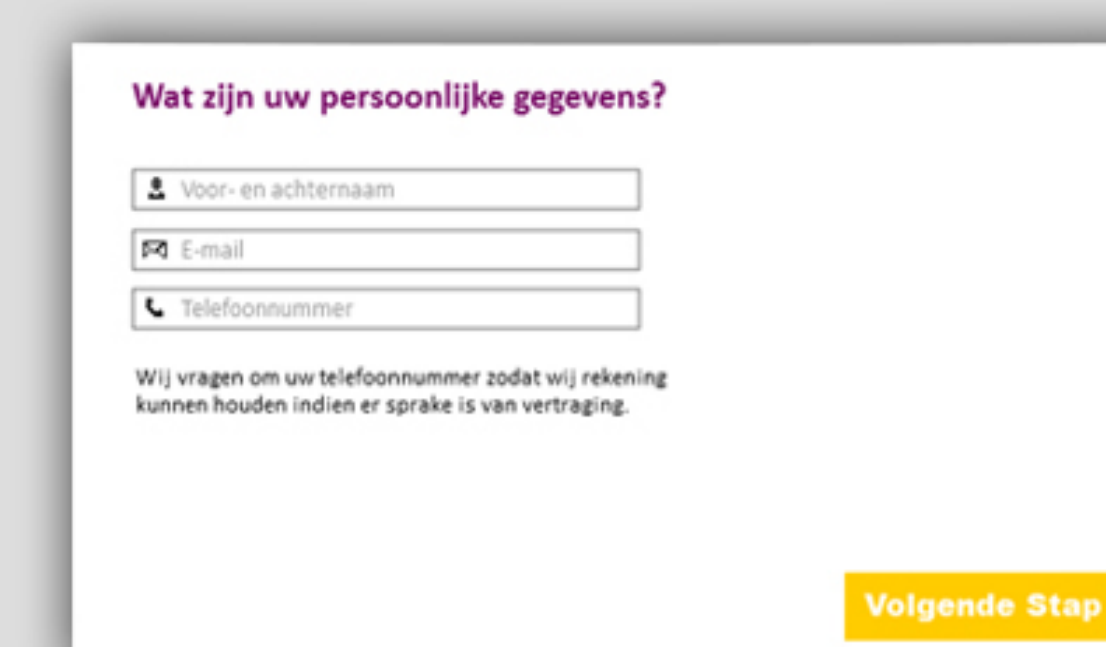 Wat zijn uw persoonlijke gegevens?
Voor- en achternaam
E-mail
Telefoonnummer
Wij vragen om uw telefoonnummer zodat wij rekening
kunnen houden indien er sprake is van vertraging.
Volgende Stap